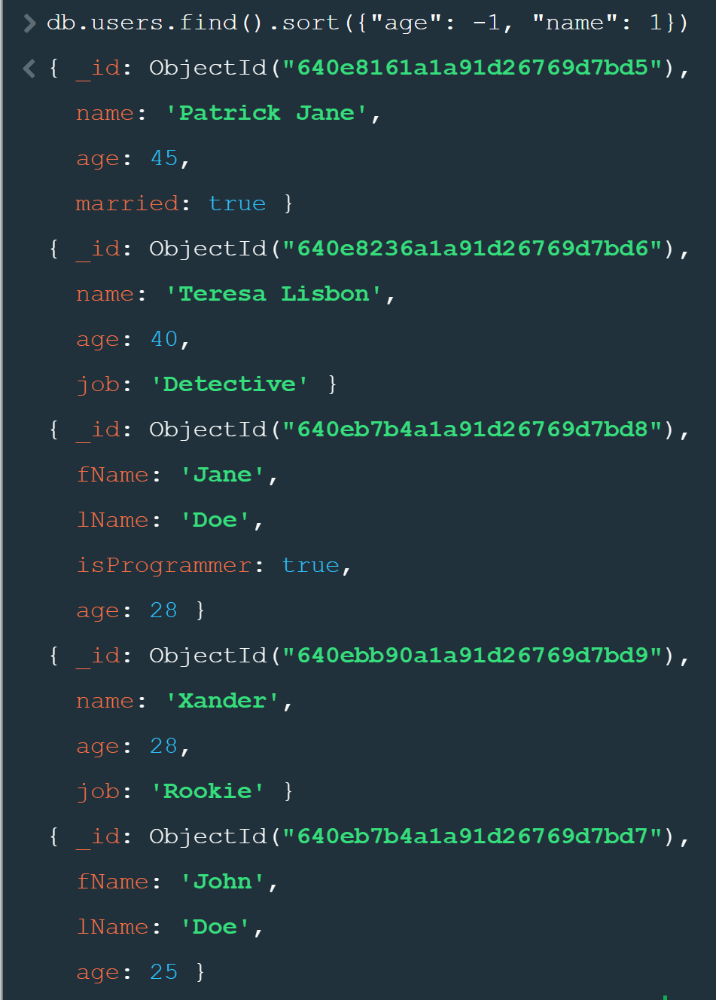 > db.users.find().sort({"age": -1, "name": 1})
< { _id: ObjectId("640e8161a1a91d26769d7bd5"),
name: 'Patrick Jane',
age: 45,
married: true }
{ _id: ObjectId("640e8236a1a91d26769d7bd6"),
name: 'Teresa Lisbon',
age: 40,
job: 'Detective' }
{ _id: ObjectId("640eb7b4a1a91d26769d7bd8"),
fName: 'Jane',
lName: 'Doe',
isProgrammer: true,
age: 28 }
{ _id: ObjectId("640ebb90a1a91d26769d7bd9"),
name: 'Xander',
age: 28,
job: 'Rookie' }
{ _id: ObjectId("640eb7b4a1a91d26769d7bd7"),
fName: 'John',
lName: 'Doe',
age: 25 }